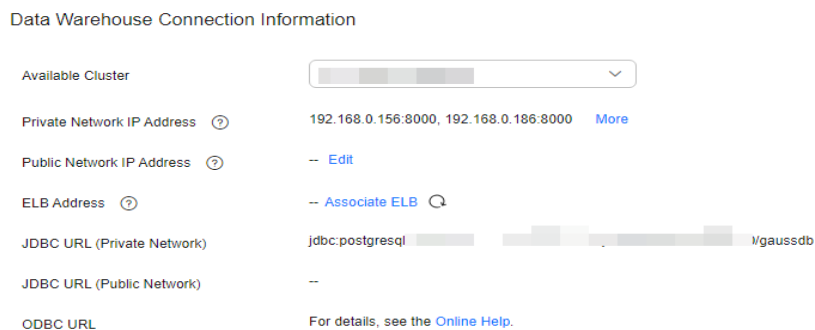 Data Warehouse Connection Information
Available Cluster
Private Network IP Address ? 192.168.0.156:8000, 192.168.0.186:8000 More
Public Network IP Address ? -- Edit
ELB Address ? -- Associate ELB
JDBC URL (Private Network) jdbc:postgresql /gaussdb
JDBC URL (Public Network) --
ODBC URL For details, see the Online Help.